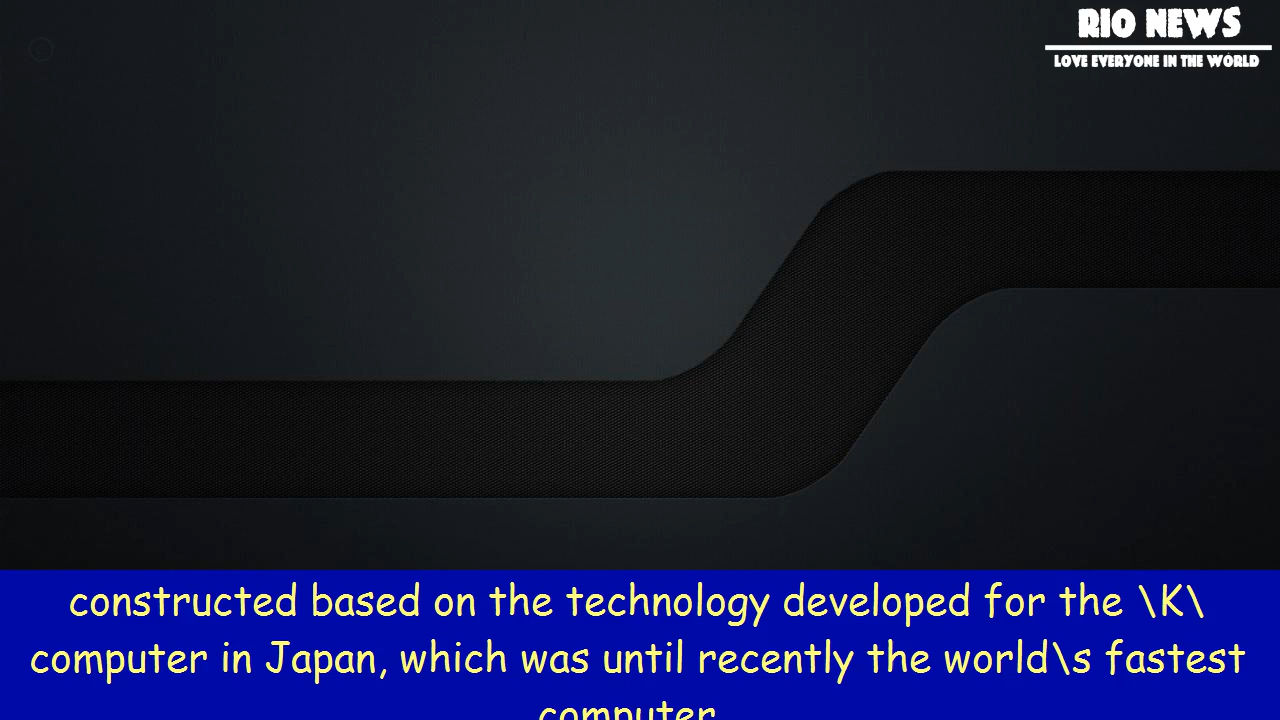 RIO NEWS
LOVE EVERYONE IN THE WORLD
constructed based on the technology developed for the \K\
computer in Japan, which was until recently the world\s fastest
computer